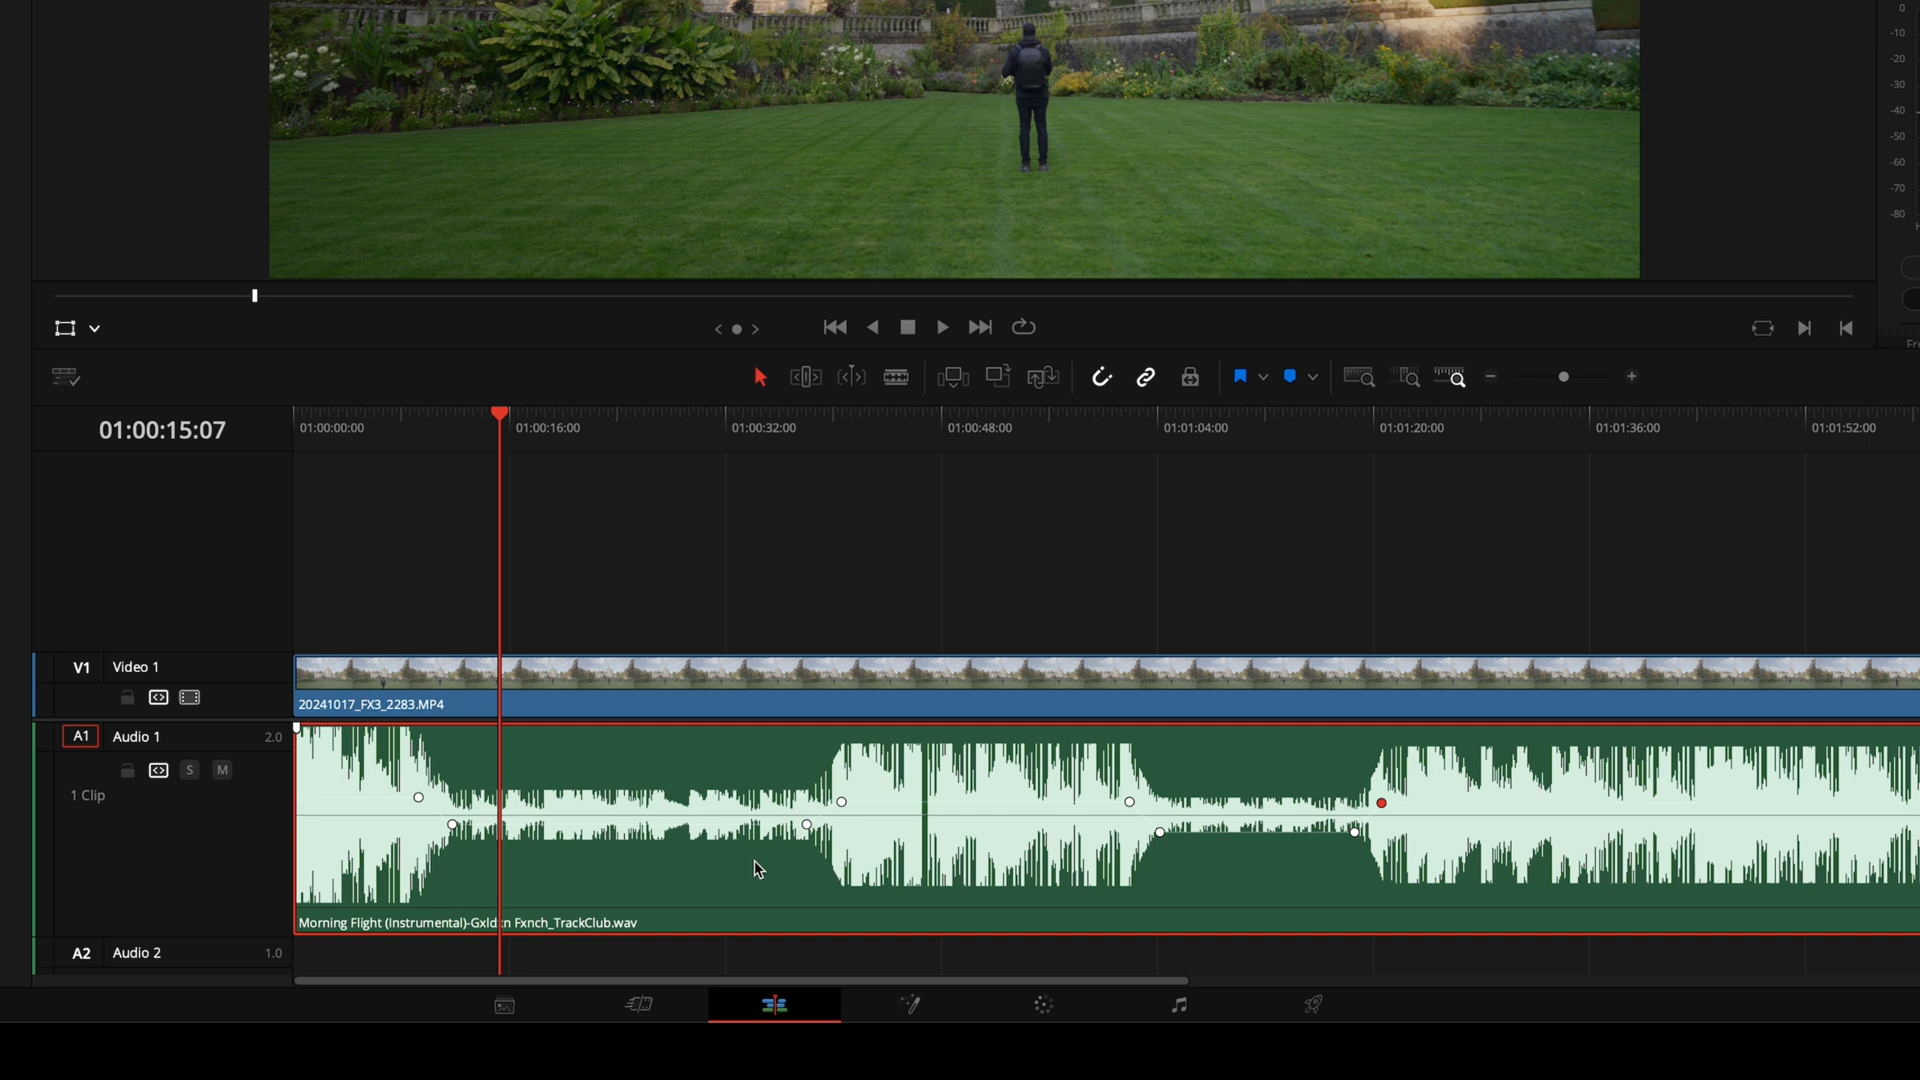 0
-10
-20
-30
-40
-50
-60
-70
-80
01:00:15:07
01:00:00:00
01:00:16:00
01:00:32:00
01:00:48:00
01:01:04:00
01:01:20:00
01:01:36:00
01:01:52:00
V1 Video 1
20241017_FX3_2283.MP4
A1 Audio 1 2.0
S M
1 Clip
Morning Flight (Instrumental)-Gxldxn Fxnch_TrackClub.wav
A2 Audio 2 1.0